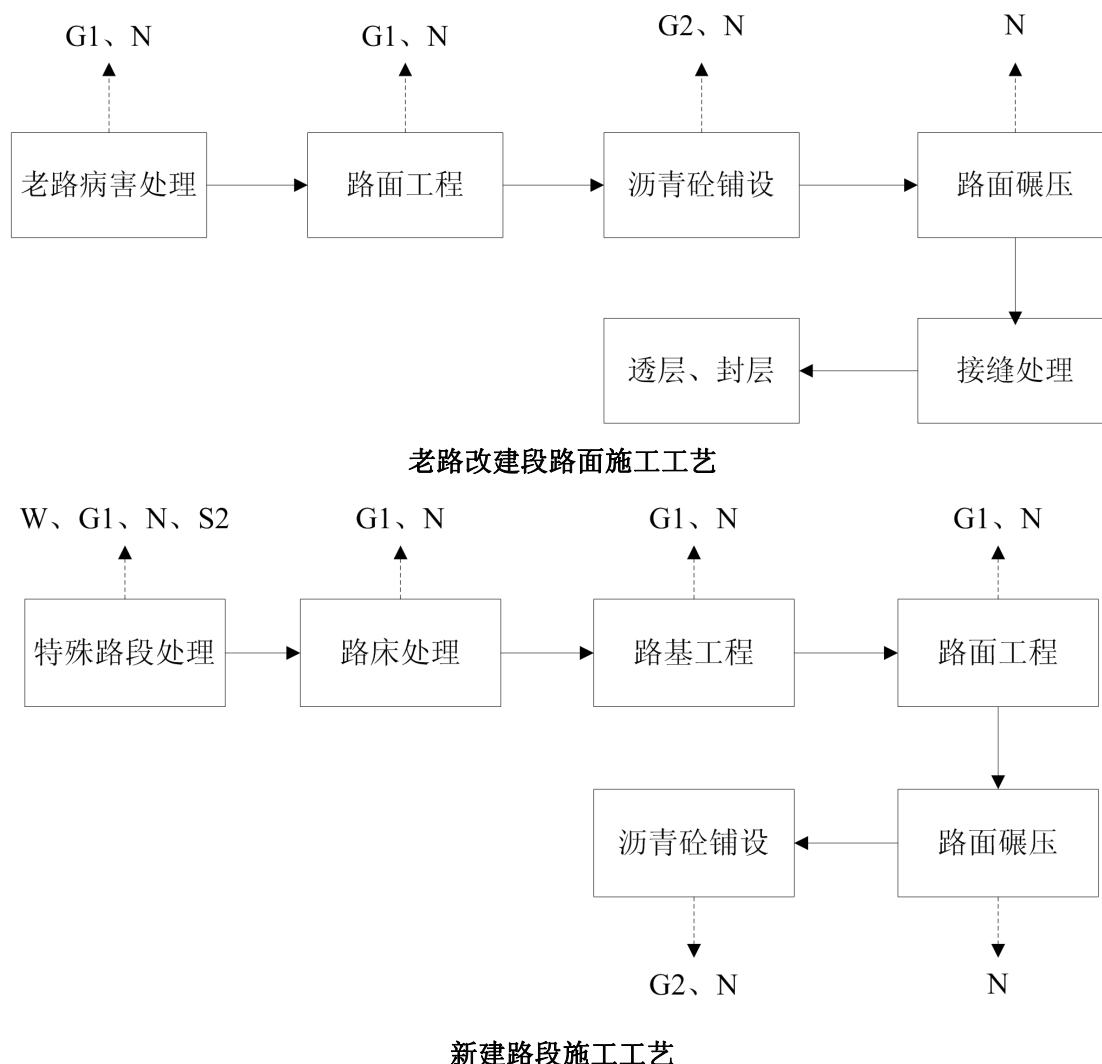 G1、N
G1、N
G2、N
N
老路病害处理
路面工程
沥青砼铺设
路面碾压
透层、封层
接缝处理
老路改建段路面施工工艺
W、G1、N、S2
G1、N
G1、N
G1、N
特殊路段处理
路床处理
路基工程
路面工程
沥青砼铺设
路面碾压
G2、N
N
新建路段施工工艺